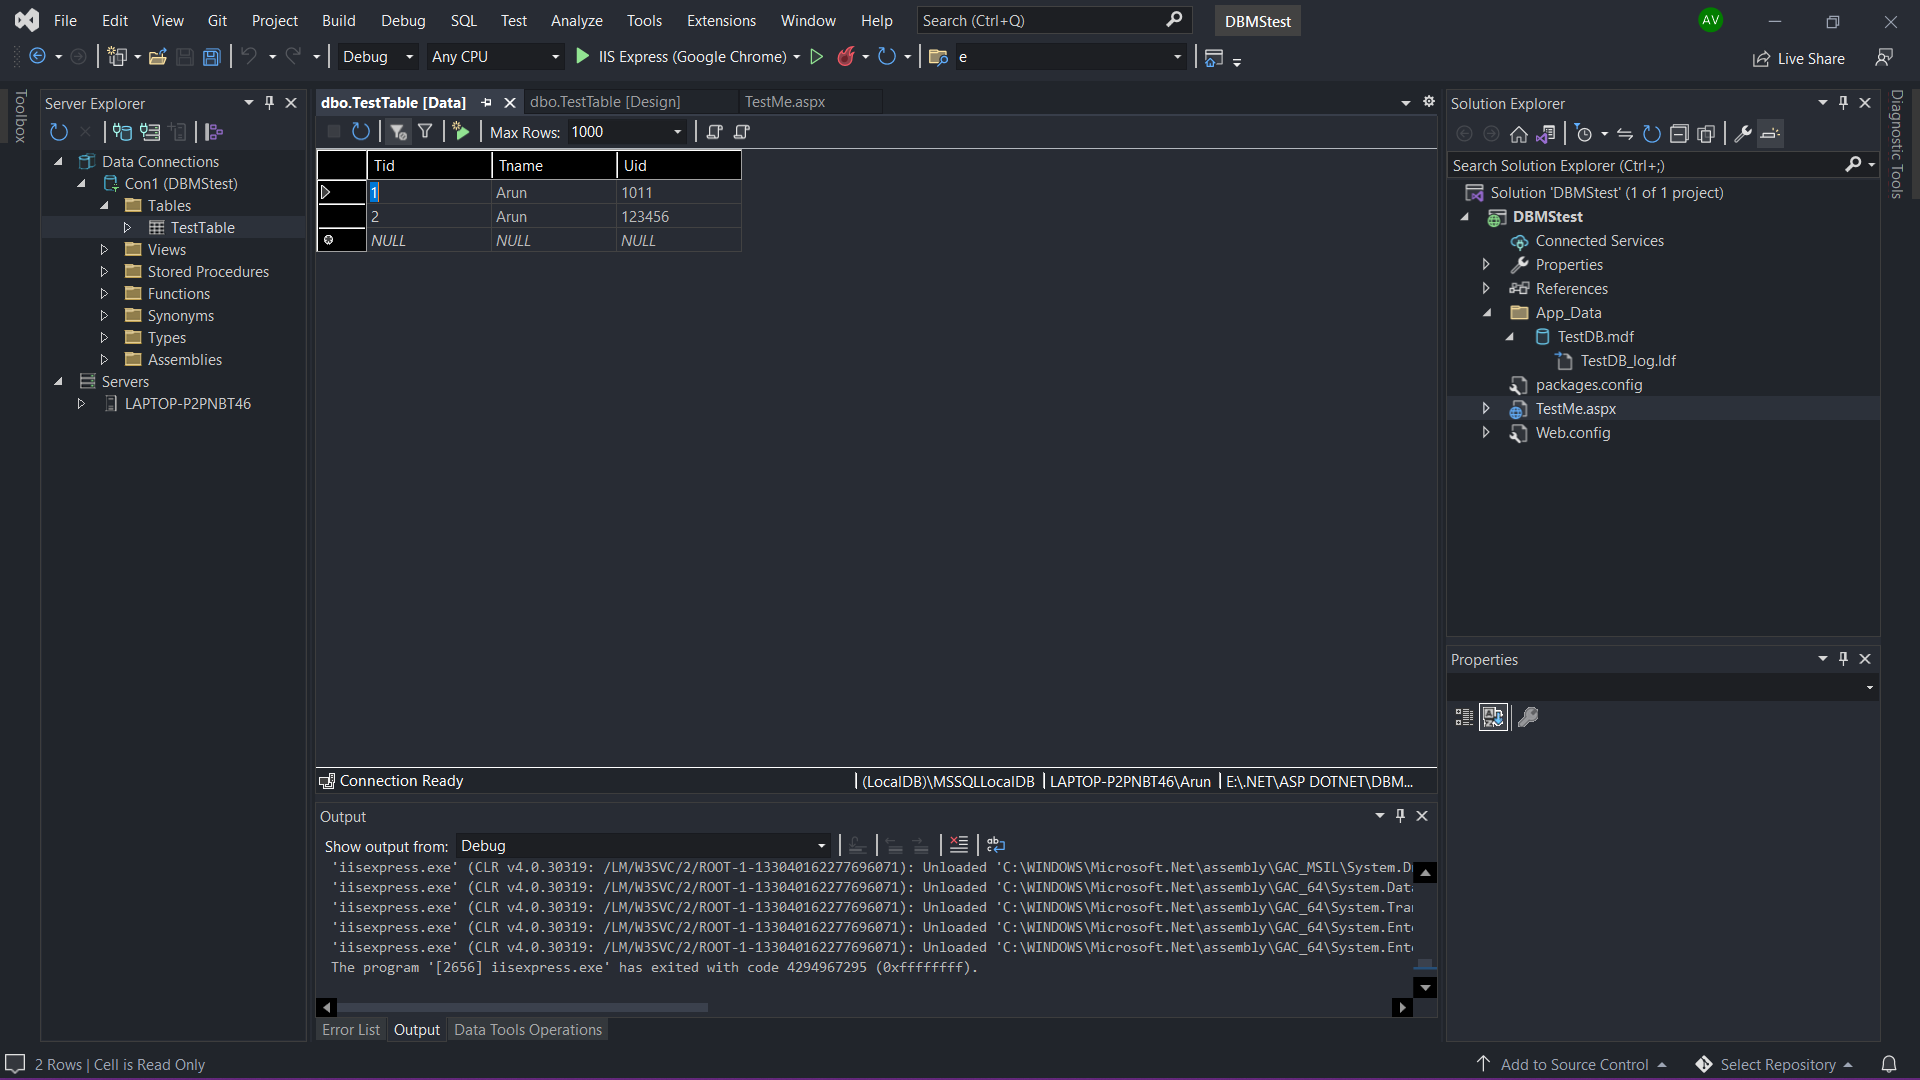 File Edit View Git Project Build Debug SQL Test Analyze Tools Extensions Window Help Search (Ctrl+Q) DBMStest AV
Debug Any CPU IIS Express (Google Chrome) e Live Share
Toolbox
Server Explorer
Data Connections
Con1 (DBMStest)
Tables
TestTable
Views
Stored Procedures
Functions
Synonyms
Types
Assemblies
Servers
LAPTOP-P2PNBT46
dbo.TestTable [Data] dbo.TestTable [Design] TestMe.aspx
Max Rows: 1000
Tid Tname Uid
1 Arun 1011
2 Arun 123456
NULL NULL NULL
Connection Ready (LocalDB)\MSSQLLocalDB LAPTOP-P2PNBT46\Arun E:\.NET\ASP DOTNET\DBM...
Output
Show output from: Debug
'iisexpress.exe' (CLR v4.0.30319: /LM/W3SVC/2/ROOT-1-133040162277696071): Unloaded 'C:\WINDOWS\Microsoft.Net\assembly\GAC_MSIL\System.D
'iisexpress.exe' (CLR v4.0.30319: /LM/W3SVC/2/ROOT-1-133040162277696071): Unloaded 'C:\WINDOWS\Microsoft.Net\assembly\GAC_64\System.Data
'iisexpress.exe' (CLR v4.0.30319: /LM/W3SVC/2/ROOT-1-133040162277696071): Unloaded 'C:\WINDOWS\Microsoft.Net\assembly\GAC_64\System.Tran
'iisexpress.exe' (CLR v4.0.30319: /LM/W3SVC/2/ROOT-1-133040162277696071): Unloaded 'C:\WINDOWS\Microsoft.Net\assembly\GAC_64\System.Ente
'iisexpress.exe' (CLR v4.0.30319: /LM/W3SVC/2/ROOT-1-133040162277696071): Unloaded 'C:\WINDOWS\Microsoft.Net\assembly\GAC_64\System.Ente
The program '[2656] iisexpress.exe' has exited with code 4294967295 (0xffffffff).
Error List Output Data Tools Operations
Solution Explorer
Search Solution Explorer (Ctrl+;)
Solution 'DBMStest' (1 of 1 project)
DBMStest
Connected Services
Properties
References
App_Data
TestDB.mdf
TestDB_log.ldf
packages.config
TestMe.aspx
Web.config
Properties
Diagnostic Tools
2 Rows | Cell is Read Only Add to Source Control Select Repository